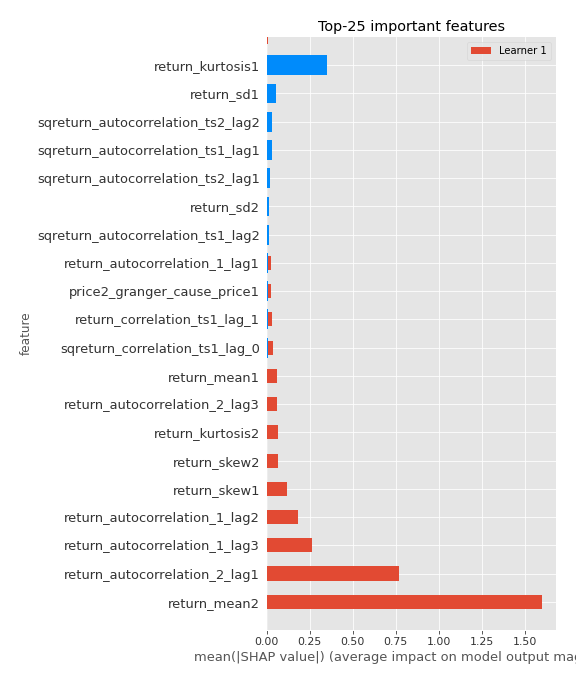 Top-25 important features
Learner 1
return_kurtosis1
return_sd1
sqreturn_autocorrelation_ts2_lag2
sqreturn_autocorrelation_ts1_lag1
sqreturn_autocorrelation_ts2_lag1
return_sd2
sqreturn_autocorrelation_ts1_lag2
return_autocorrelation_1_lag1
price2_granger_cause_price1
return_correlation_ts1_lag_1
sqreturn_correlation_ts1_lag_0
return_mean1
return_autocorrelation_2_lag3
return_kurtosis2
return_skew2
return_skew1
return_autocorrelation_1_lag2
return_autocorrelation_1_lag3
return_autocorrelation_2_lag1
return_mean2
feature
0.00 0.25 0.50 0.75 1.00 1.25 1.50
mean(|SHAP value|) (average impact on model output mag